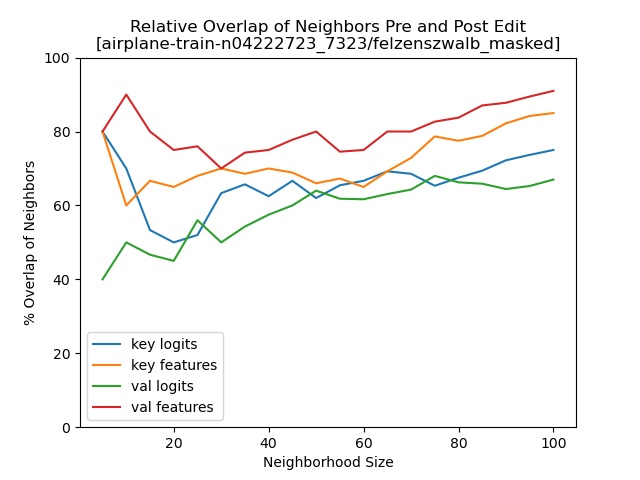 Relative Overlap of Neighbors Pre and Post Edit
[airplane-train-n04222723_7323/felzenszwalb_masked]
% Overlap of Neighbors
100
80
60
40
20
0
key logits
key features
val logits
val features
20 40 60 80 100
Neighborhood Size